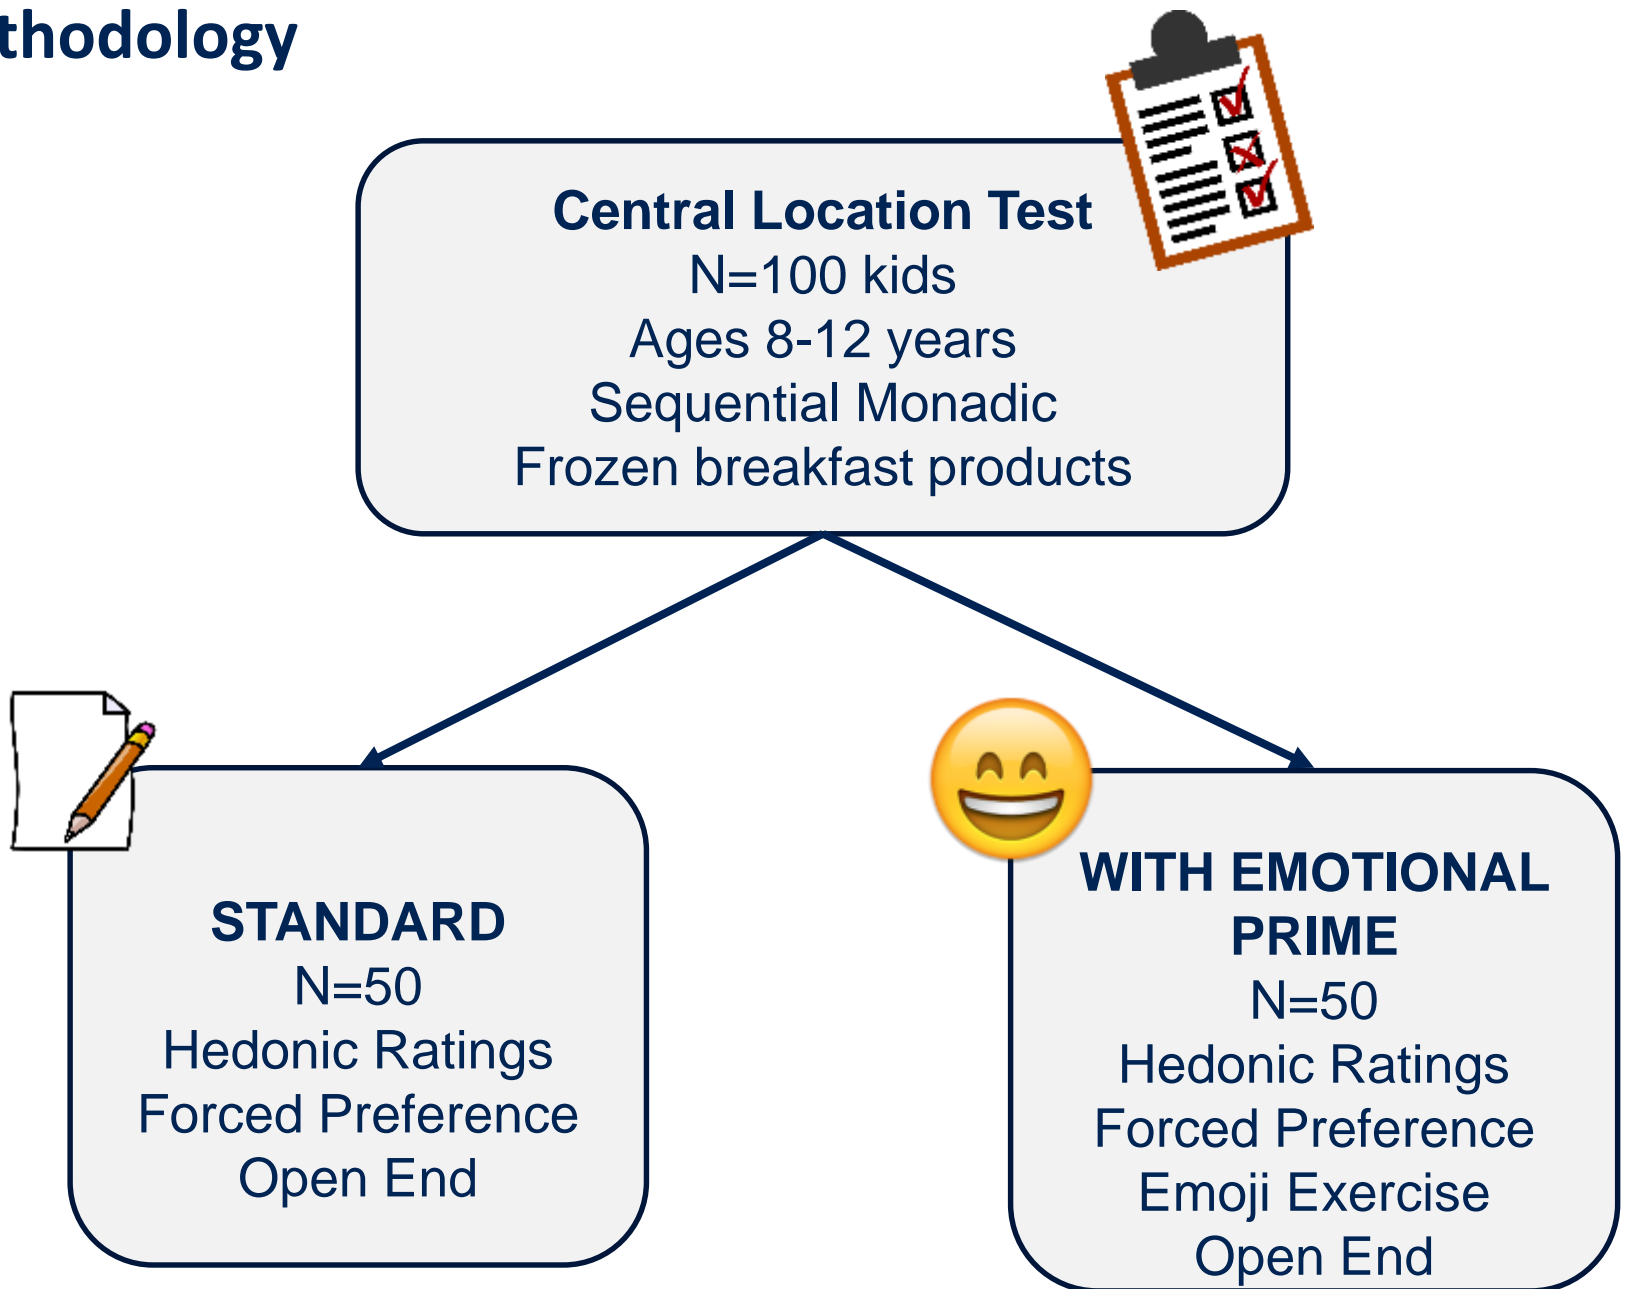 thodology
Central Location Test
N=100 kids
Ages 8-12 years
Sequential Monadic
Frozen breakfast products
STANDARD
N=50
Hedonic Ratings
Forced Preference
Open End
WITH EMOTIONAL
PRIME
N=50
Hedonic Ratings
Forced Preference
Emoji Exercise
Open End